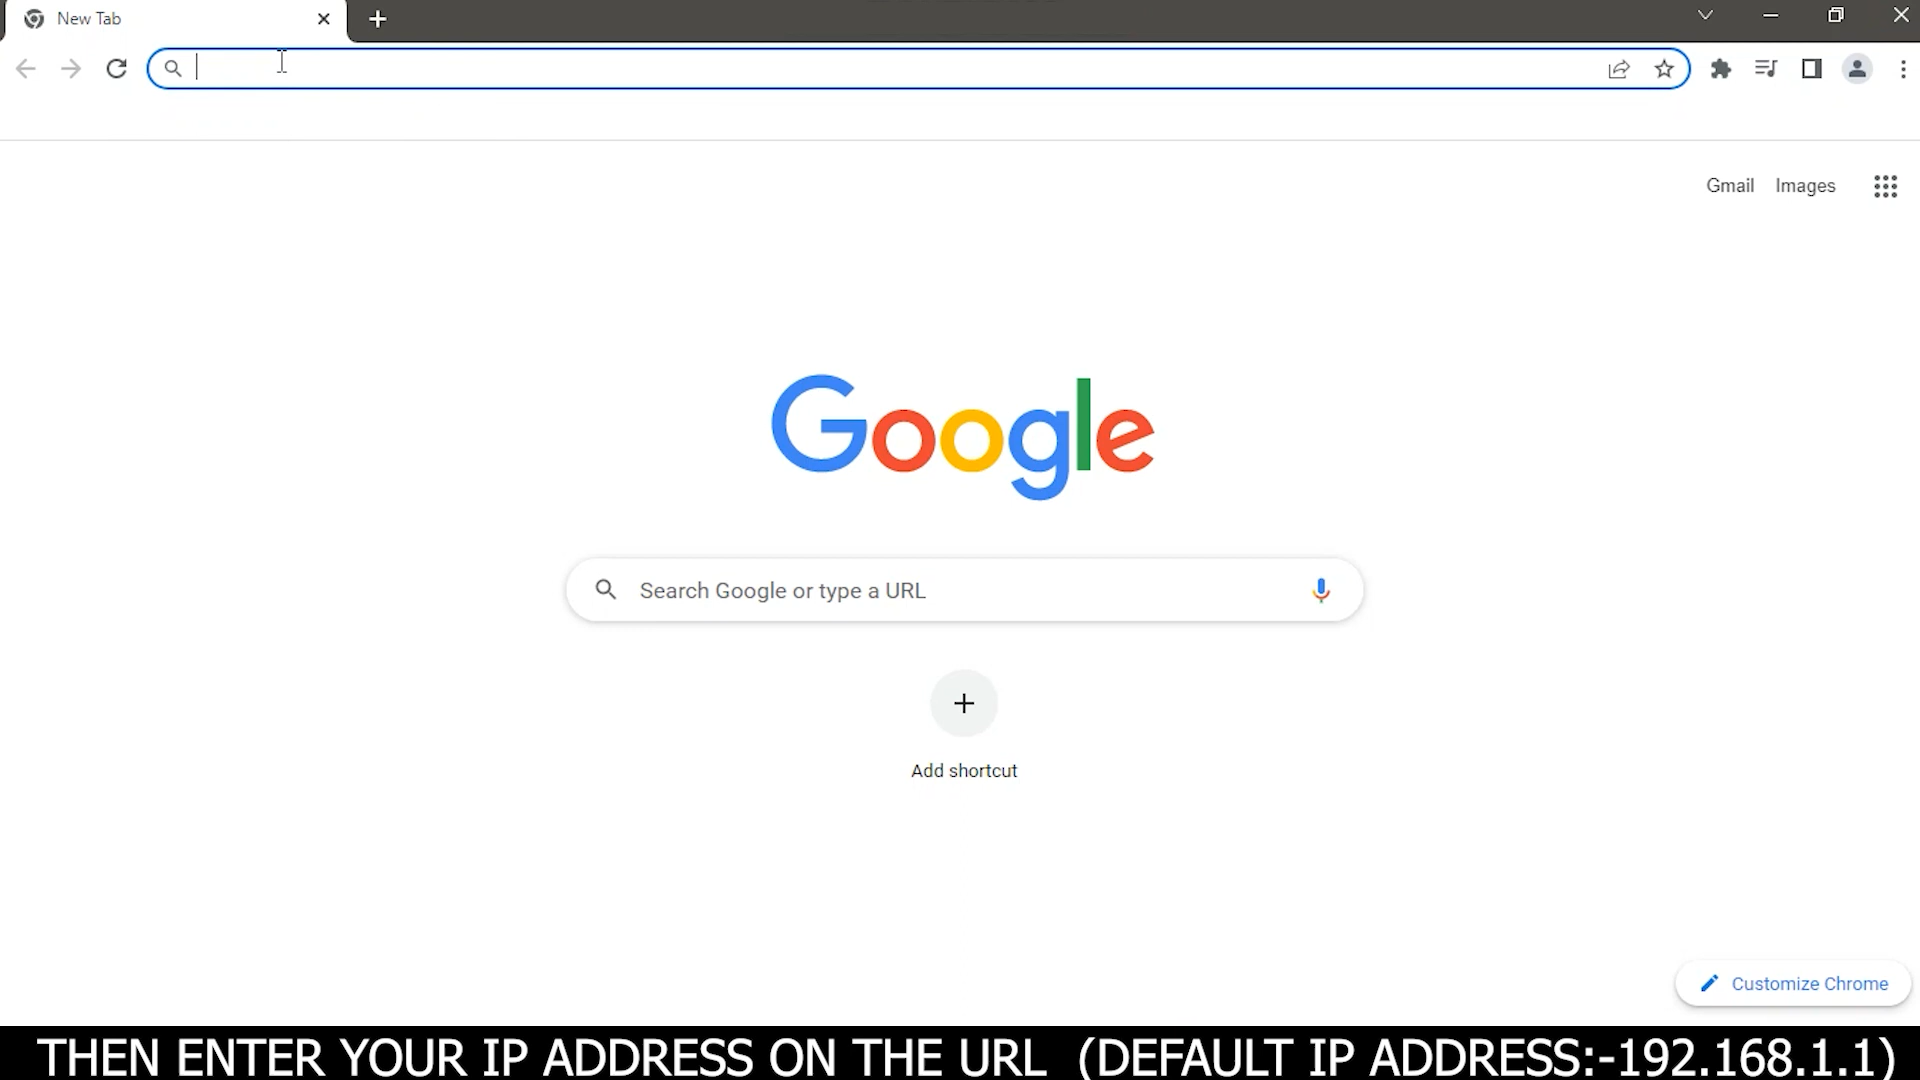 New Tab
Gmail Images
Google
Search Google or type a URL
Add shortcut
Customize Chrome
THEN ENTER YOUR IP ADDRESS ON THE URL (DEFAULT IP ADDRESS:-192.168.1.1)